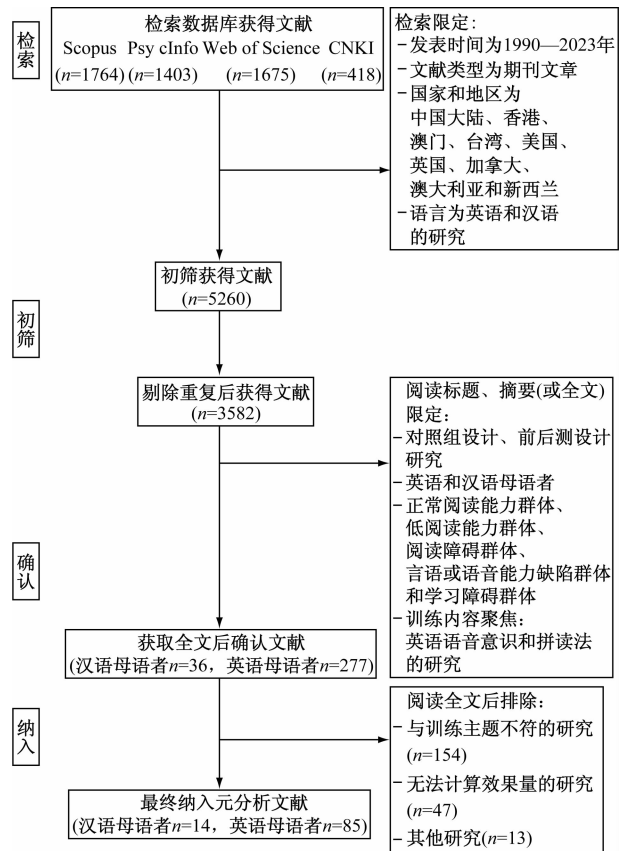 检索
检索数据库获得文献
Scopus Psy cInfo Web of Science CNKI
(n=1764) (n=1403) (n=1675) (n=418)
检索限定:
－发表时间为1990—2023年
－文献类型为期刊文章
－国家和地区为
中国大陆、香港、
澳门、台湾、美国、
英国、加拿大、
澳大利亚和新西兰
－语言为英语和汉语
的研究
初筛
初筛获得文献
(n=5260)
剔除重复后获得文献
(n=3582)
阅读标题、摘要(或全文)
限定：
－对照组设计、前后测设计
研究
－英语和汉语母语者
－正常阅读能力群体、
低阅读能力群体、
阅读障碍群体、
言语或语音能力缺陷群体
和学习障碍群体
－训练内容聚焦：
英语语音意识和拼读法
的研究
确认
获取全文后确认文献
(汉语母语者n=36，英语母语者n=277)
纳入
阅读全文后排除：
－与训练主题不符的研究
(n=154)
－无法计算效果量的研究
(n=47)
－其他研究(n=13)
最终纳入元分析文献
(汉语母语者n=14，英语母语者n=85)